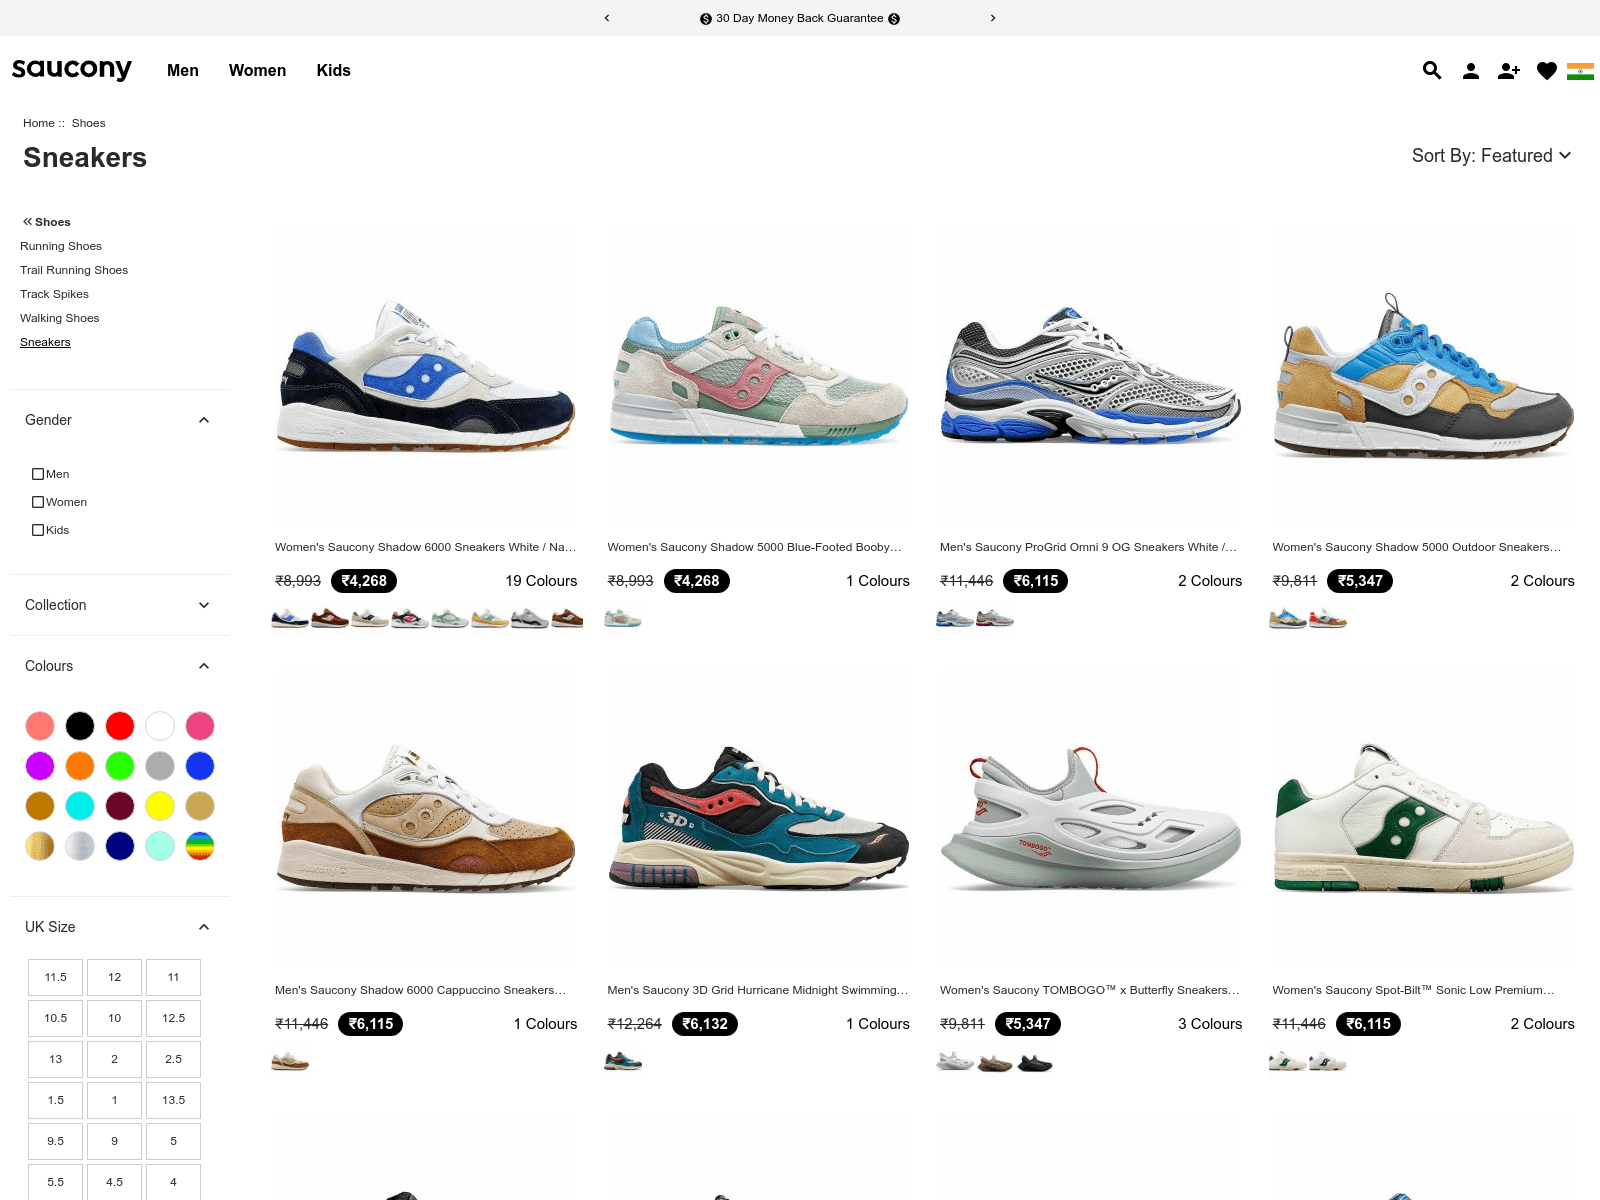 30 Day Money Back Guarantee
saucony
Men
Women
Kids
Home :: Shoes
Sneakers
Sort By: Featured
Shoes
Running Shoes
Trail Running Shoes
Track Spikes
Walking Shoes
Sneakers
Gender
Men
Women
Kids
Collection
Colours
UK Size
11.5 12 11
10.5 10 12.5
13 2 2.5
1.5 1 13.5
9.5 9 5
5.5 4.5 4
Women's Saucony Shadow 6000 Sneakers White / Na...
₹8,993 ₹4,268 19 Colours
Women's Saucony Shadow 5000 Blue-Footed Booby...
₹8,993 ₹4,268 1 Colours
Men's Saucony ProGrid Omni 9 OG Sneakers White /...
₹11,446 ₹6,115 2 Colours
Women's Saucony Shadow 5000 Outdoor Sneakers...
₹9,811 ₹5,347 2 Colours
3D
TOMBOGO™
Men's Saucony Shadow 6000 Cappuccino Sneakers...
₹11,446 ₹6,115 1 Colours
Men's Saucony 3D Grid Hurricane Midnight Swimming...
₹12,264 ₹6,132 1 Colours
Women's Saucony TOMBOGO™ x Butterfly Sneakers...
₹9,811 ₹5,347 3 Colours
Women's Saucony Spot-Bilt™ Sonic Low Premium...
₹11,446 ₹6,115 2 Colours